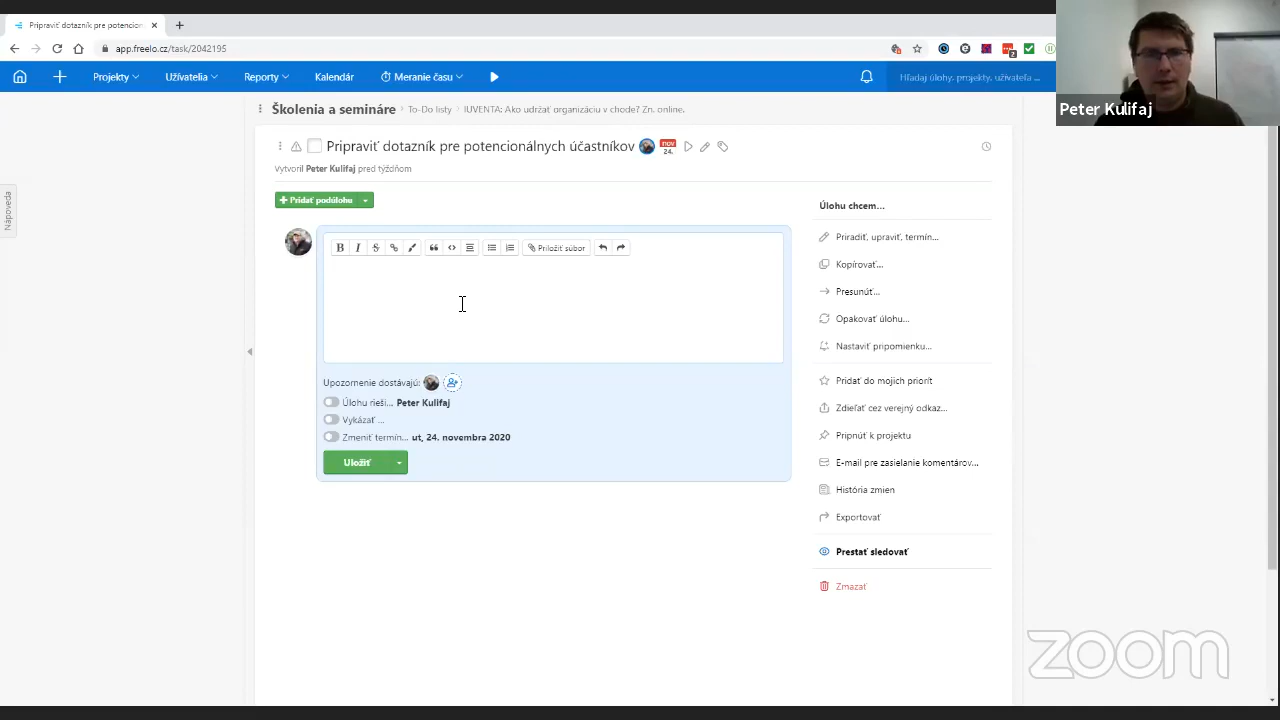 Pripraviť dotazník pre potencion
app.freelo.cz/task/2042195
Projekty
Užívatelia
Reporty
Kalendár
Meranie času
Hľadaj úlohy, projekty, užívateľa ...
Peter Kulifaj
Školenia a semináre
To-Do listy
IUVENTA: Ako udržať organizáciu v chode? Zn. online.
Pripraviť dotazník pre potencionálnych účastníkov
nov
24.
Vytvoril Peter Kulifaj pred týždňom
Nápoveda
Pridať podúlohu
Úlohu chcem...
B I S
Priložiť súbor
Priradiť, upraviť, termín...
Kopírovať...
Presunúť...
Opakovať úlohu...
Nastaviť pripomienku...
Upozornenie dostávajú:
Úlohu rieši... Peter Kulifaj
Vykázať ...
Zmeniť termín... ut, 24. novembra 2020
Uložiť
Pridať do mojich priorít
Zdieľať cez verejný odkaz...
Pripnúť k projektu
E-mail pre zasielanie komentárov...
História zmien
Exportovať
Prestať sledovať
Zmazať
zoom